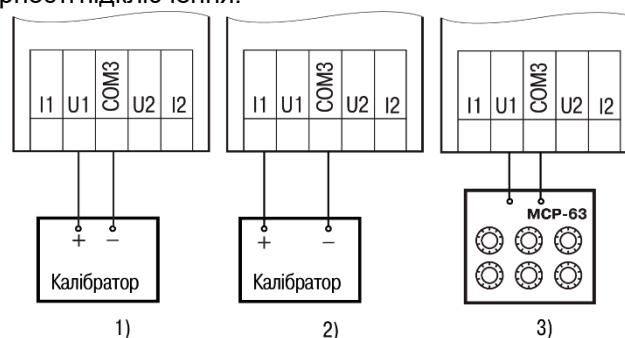 підключення.
I1 U1 COM3 U2 I2
I1 U1 COM3 U2 I2
I1 U1 COM3 U2 I2
+ −
Калібратор
+ −
Калібратор
МСР-63
1)
2)
3)